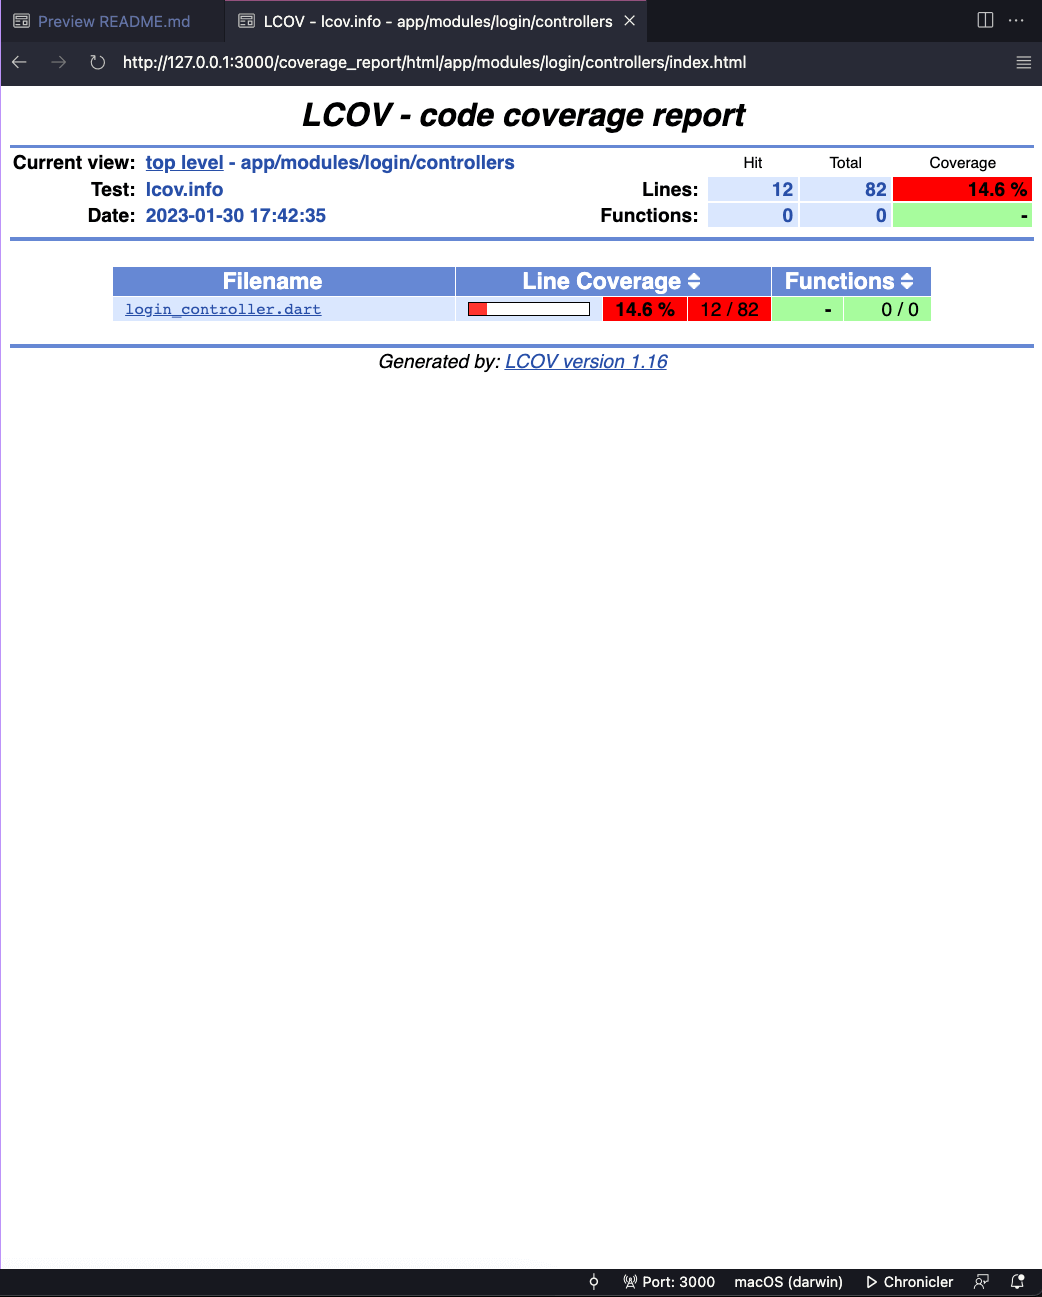 Preview README.md
LCOV - lcov.info - app/modules/login/controllers
http://127.0.0.1:3000/coverage_report/html/app/modules/login/controllers/index.html
LCOV - code coverage report
Current view: top level - app/modules/login/controllers Hit Total Coverage
Test: lcov.info Lines: 12 82 14.6 %
Date: 2023-01-30 17:42:35 Functions: 0 0 -
Filename Line Coverage Functions
login_controller.dart 14.6 % 12 / 82 - 0 / 0
Generated by: LCOV version 1.16
Port: 3000 macOS (darwin) Chronicler